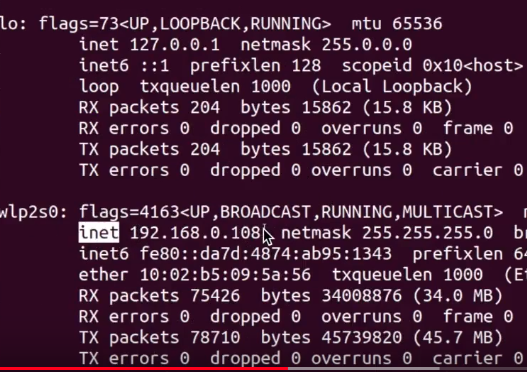 lo: flags=73<UP,LOOPBACK,RUNNING>  mtu 65536
inet 127.0.0.1  netmask 255.0.0.0
inet6 ::1  prefixlen 128  scopeid 0x10<host>
loop  txqueuelen 1000  (Local Loopback)
RX packets 204  bytes 15862 (15.8 KB)
RX errors 0  dropped 0  overruns 0  frame 0
TX packets 204  bytes 15862 (15.8 KB)
TX errors 0  dropped 0 overruns 0  carrier 0
wlp2s0: flags=4163<UP,BROADCAST,RUNNING,MULTICAST>
inet 192.168.0.108  netmask 255.255.255.0  br
inet6 fe80::da7d:4874:ab95:1343  prefixlen 64
ether 10:02:b5:09:5a:56  txqueuelen 1000  (Et
RX packets 75426  bytes 34008876 (34.0 MB)
RX errors 0  dropped 0  overruns 0  frame 0
TX packets 78710  bytes 45739820 (45.7 MB)
TX errors 0  dropped 0 overruns 0  carrier 0